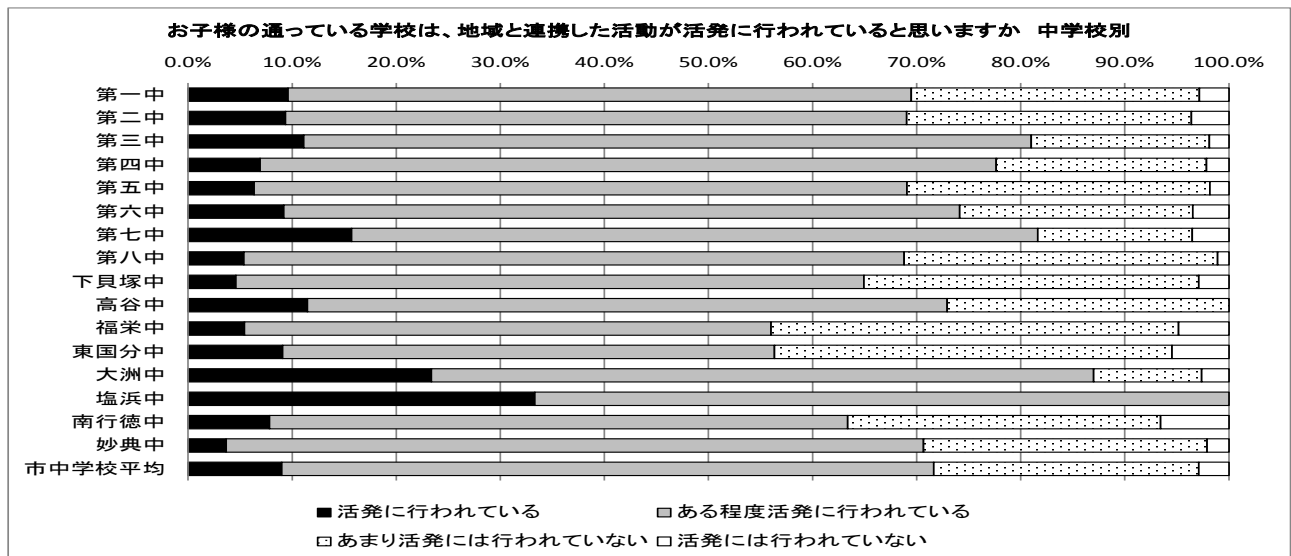 お子様の通っている学校は、地域と連携した活動が活発に行われていると思いますか　中学校別
0.0% 10.0% 20.0% 30.0% 40.0% 50.0% 60.0% 70.0% 80.0% 90.0% 100.0%
第一中
第二中
第三中
第四中
第五中
第六中
第七中
第八中
下貝塚中
高谷中
福栄中
東国分中
大洲中
塩浜中
南行徳中
妙典中
市中学校平均
活発に行われている ある程度活発に行われている
あまり活発には行われていない 活発には行われていない